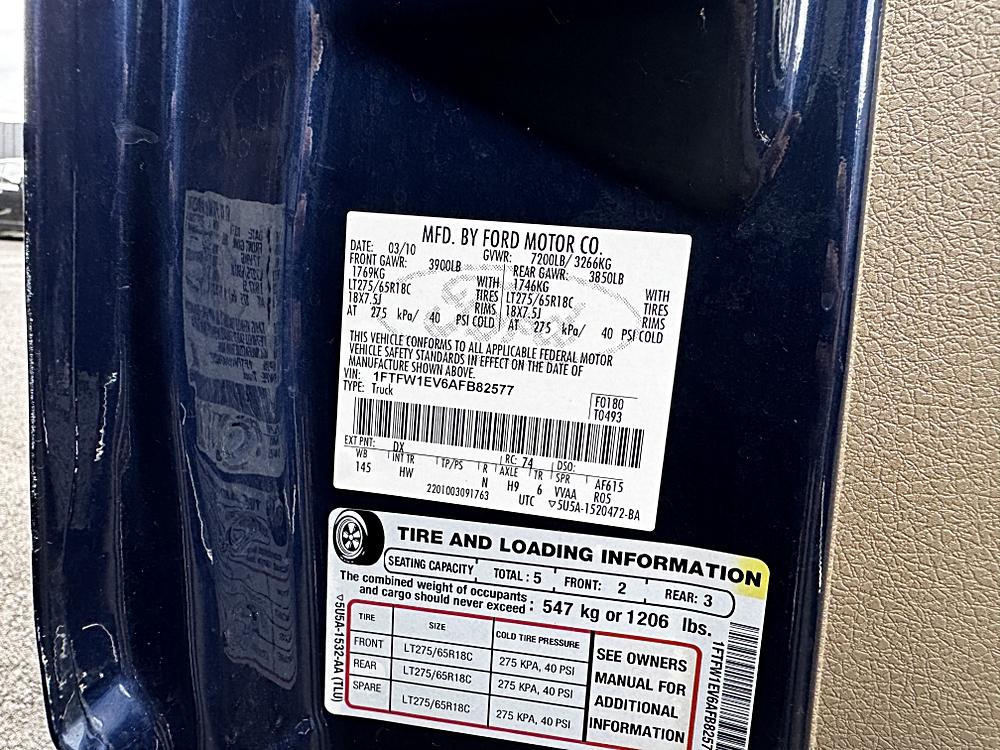 MFD. BY FORD MOTOR CO.
DATE: 03/10 GVWR: 7200LB/ 3266KG
FRONT GAWR: 3900LB REAR GAWR: 3850LB
1769KG WITH 1746KG WITH
LT275/65R18C TIRES LT275/65R18C TIRES
18X7.5J RIMS 18X7.5J RIMS
AT 275 kPa/ 40 PSI COLD AT 275 kPa/ 40 PSI COLD
THIS VEHICLE CONFORMS TO ALL APPLICABLE FEDERAL MOTOR
VEHICLE SAFETY STANDARDS IN EFFECT ON THE DATE OF
MANUFACTURE SHOWN ABOVE.
VIN: 1FTFW1EV6AFB82577
TYPE: Truck
F0180
T0493
EXT PNT: DX RC: 74 DSO:
WB INT TR TP/PS R AXLE TR SPR AF615
145 HW N H9 6 VVAA R05
2201003091763 UTC ▽5U5A-1520472-BA
TIRE AND LOADING INFORMATION
SEATING CAPACITY TOTAL : 5 FRONT: 2 REAR: 3
The combined weight of occupants
and cargo should never exceed : 547 kg or 1206 lbs.
TIRE SIZE COLD TIRE PRESSURE
FRONT LT275/65R18C 275 KPA, 40 PSI
REAR LT275/65R18C 275 KPA, 40 PSI
SPARE LT275/65R18C 275 KPA, 40 PSI
SEE OWNERS
MANUAL FOR
ADDITIONAL
INFORMATION
▽5U5A-1532-AA (TLU)
1FTFW1EV6AFB8257